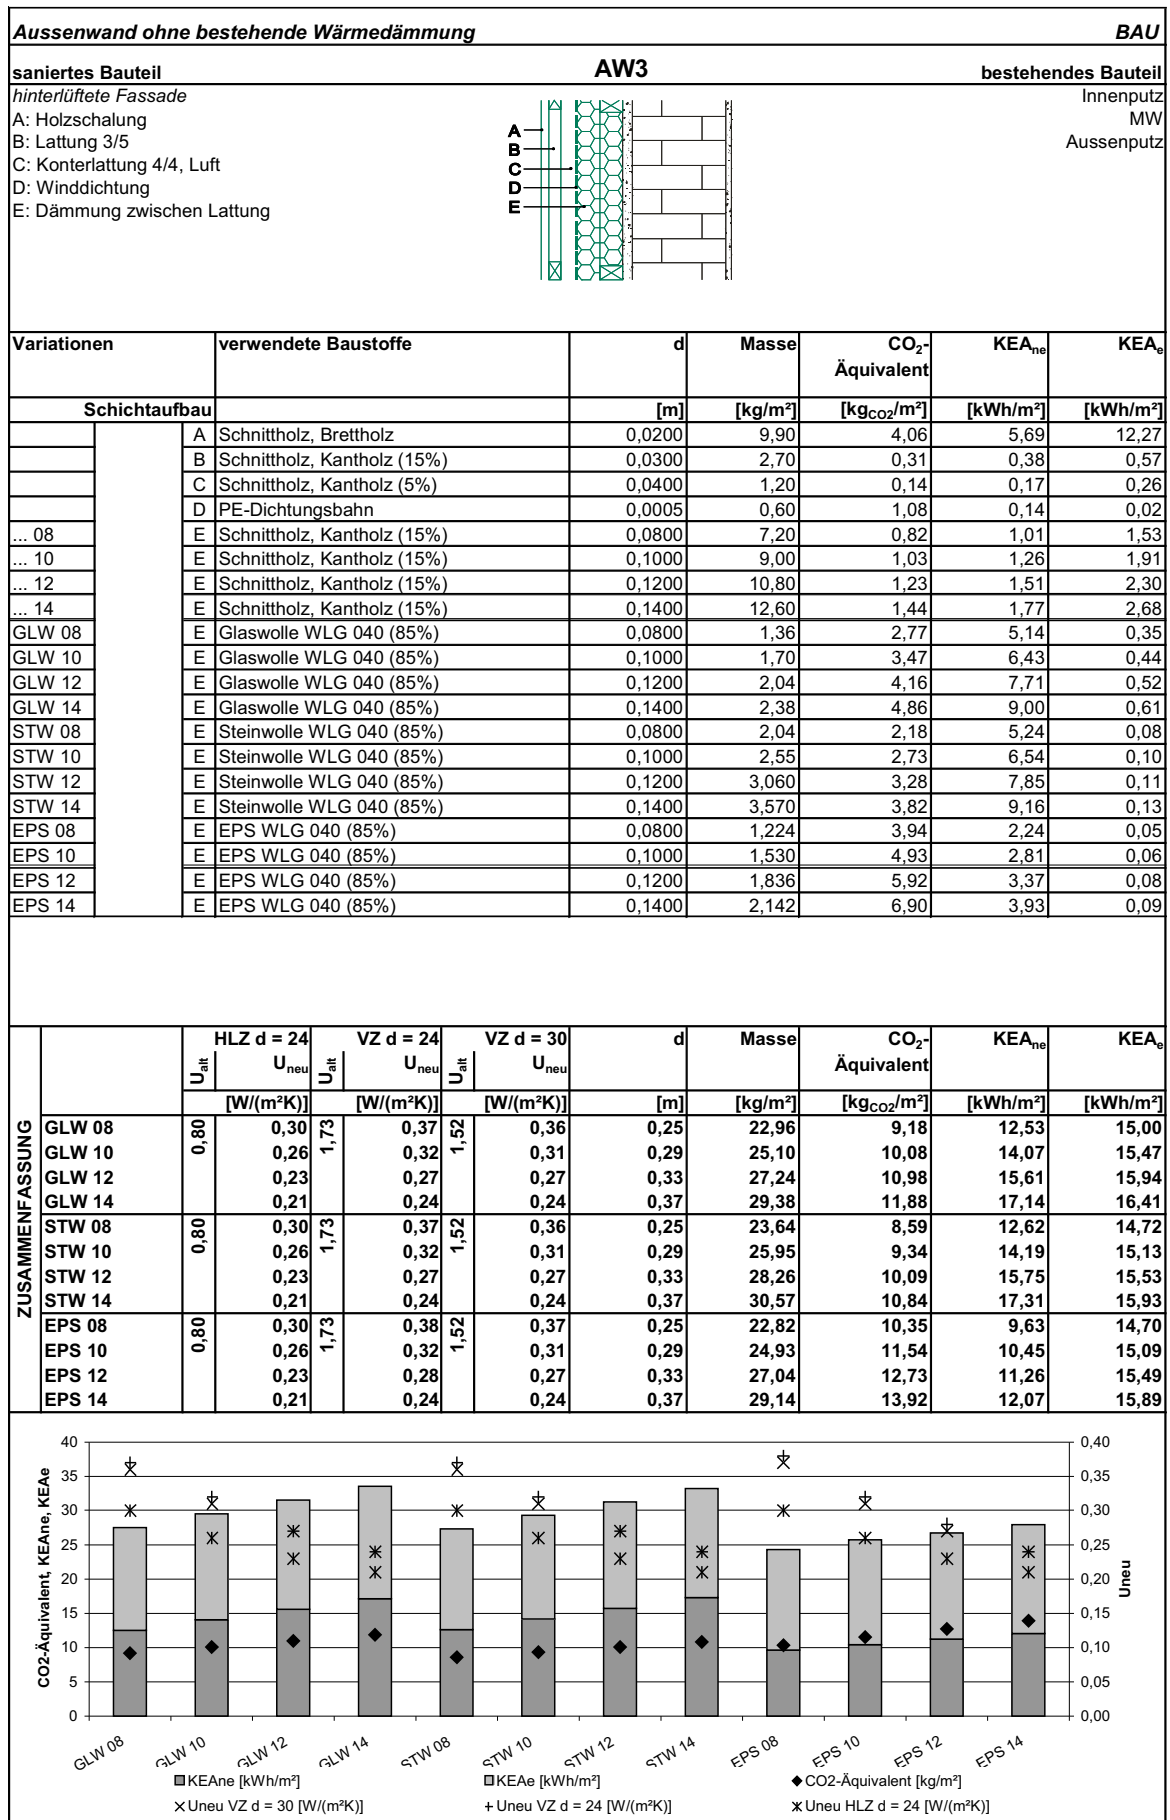 Aussenwand ohne bestehende Wärmedämmung BAU
saniertes Bauteil AW3 bestehendes Bauteil
hinterlüftete Fassade Innenputz
A: Holzschalung MW
B: Lattung 3/5 Aussenputz
C: Konterlattung 4/4, Luft
D: Winddichtung
E: Dämmung zwischen Lattung
A
B
C
D
E
Variationen verwendete Baustoffe d Masse CO₂- KEAne KEAe
Äquivalent
Schichtaufbau [m] [kg/m²] [kgCO2/m²] [kWh/m²] [kWh/m²]
A Schnittholz, Brettholz 0,0200 9,90 4,06 5,69 12,27
B Schnittholz, Kantholz (15%) 0,0300 2,70 0,31 0,38 0,57
C Schnittholz, Kantholz (5%) 0,0400 1,20 0,14 0,17 0,26
D PE-Dichtungsbahn 0,0005 0,60 1,08 0,14 0,02
... 08 E Schnittholz, Kantholz (15%) 0,0800 7,20 0,82 1,01 1,53
... 10 E Schnittholz, Kantholz (15%) 0,1000 9,00 1,03 1,26 1,91
... 12 E Schnittholz, Kantholz (15%) 0,1200 10,80 1,23 1,51 2,30
... 14 E Schnittholz, Kantholz (15%) 0,1400 12,60 1,44 1,77 2,68
GLW 08 E Glaswolle WLG 040 (85%) 0,0800 1,36 2,77 5,14 0,35
GLW 10 E Glaswolle WLG 040 (85%) 0,1000 1,70 3,47 6,43 0,44
GLW 12 E Glaswolle WLG 040 (85%) 0,1200 2,04 4,16 7,71 0,52
GLW 14 E Glaswolle WLG 040 (85%) 0,1400 2,38 4,86 9,00 0,61
STW 08 E Steinwolle WLG 040 (85%) 0,0800 2,04 2,18 5,24 0,08
STW 10 E Steinwolle WLG 040 (85%) 0,1000 2,55 2,73 6,54 0,10
STW 12 E Steinwolle WLG 040 (85%) 0,1200 3,060 3,28 7,85 0,11
STW 14 E Steinwolle WLG 040 (85%) 0,1400 3,570 3,82 9,16 0,13
EPS 08 E EPS WLG 040 (85%) 0,0800 1,224 3,94 2,24 0,05
EPS 10 E EPS WLG 040 (85%) 0,1000 1,530 4,93 2,81 0,06
EPS 12 E EPS WLG 040 (85%) 0,1200 1,836 5,92 3,37 0,08
EPS 14 E EPS WLG 040 (85%) 0,1400 2,142 6,90 3,93 0,09
HLZ d = 24 VZ d = 24 VZ d = 30 d Masse CO₂- KEAne KEAe
Ualt Uneu Ualt Uneu Ualt Uneu Äquivalent
[W/(m²K)] [W/(m²K)] [W/(m²K)] [m] [kg/m²] [kgCO2/m²] [kWh/m²] [kWh/m²]
ZUSAMMENFASSUNG
GLW 08 0,80 0,30 1,73 0,37 1,52 0,36 0,25 22,96 9,18 12,53 15,00
GLW 10 0,26 0,32 0,31 0,29 25,10 10,08 14,07 15,47
GLW 12 0,23 0,27 0,27 0,33 27,24 10,98 15,61 15,94
GLW 14 0,21 0,24 0,24 0,37 29,38 11,88 17,14 16,41
STW 08 0,80 0,30 1,73 0,37 1,52 0,36 0,25 23,64 8,59 12,62 14,72
STW 10 0,26 0,32 0,31 0,29 25,95 9,34 14,19 15,13
STW 12 0,23 0,27 0,27 0,33 28,26 10,09 15,75 15,53
STW 14 0,21 0,24 0,24 0,37 30,57 10,84 17,31 15,93
EPS 08 0,80 0,30 1,73 0,38 1,52 0,37 0,25 22,82 10,35 9,63 14,70
EPS 10 0,26 0,32 0,31 0,29 24,93 11,54 10,45 15,09
EPS 12 0,23 0,28 0,27 0,33 27,04 12,73 11,26 15,49
EPS 14 0,21 0,24 0,24 0,37 29,14 13,92 12,07 15,89
CO2-Äquivalent, KEAne, KEAe
40 0,40
35 0,35
30 0,30
25 0,25
20 0,20
15 0,15
10 0,10
5 0,05
0 0,00
Uneu
GLW 08 GLW 10 GLW 12 GLW 14 STW 08 STW 10 STW 12 STW 14 EPS 08 EPS 10 EPS 12 EPS 14
KEAne [kWh/m²] KEAe [kWh/m²] CO2-Äquivalent [kg/m²]
Uneu VZ d = 30 [W/(m²K)] Uneu VZ d = 24 [W/(m²K)] Uneu HLZ d = 24 [W/(m²K)]